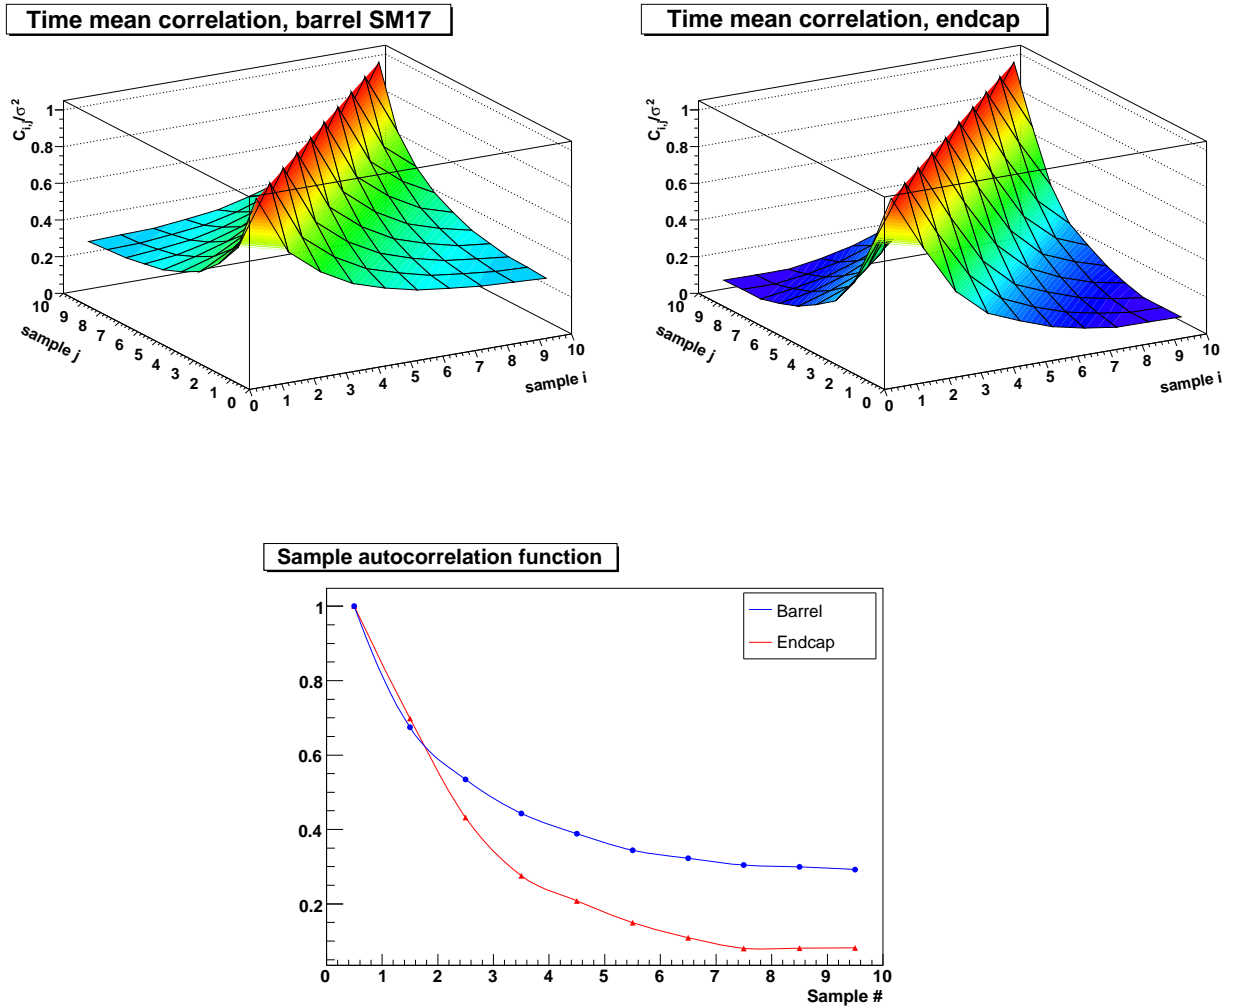 Time mean correlation, barrel SM17
C_{i,j}/σ²
1
0.8
0.6
0.4
0.2
0
10 9 8 7 6 5 4 3 2 1 0
sample j
0 1 2 3 4 5 6 7 8 9 10
sample i
Time mean correlation, endcap
C_{i,j}/σ²
1
0.8
0.6
0.4
0.2
0
10 9 8 7 6 5 4 3 2 1 0
sample j
0 1 2 3 4 5 6 7 8 9 10
sample i
Sample autocorrelation function
Barrel
Endcap
1
0.8
0.6
0.4
0.2
0 1 2 3 4 5 6 7 8 9 10
Sample #